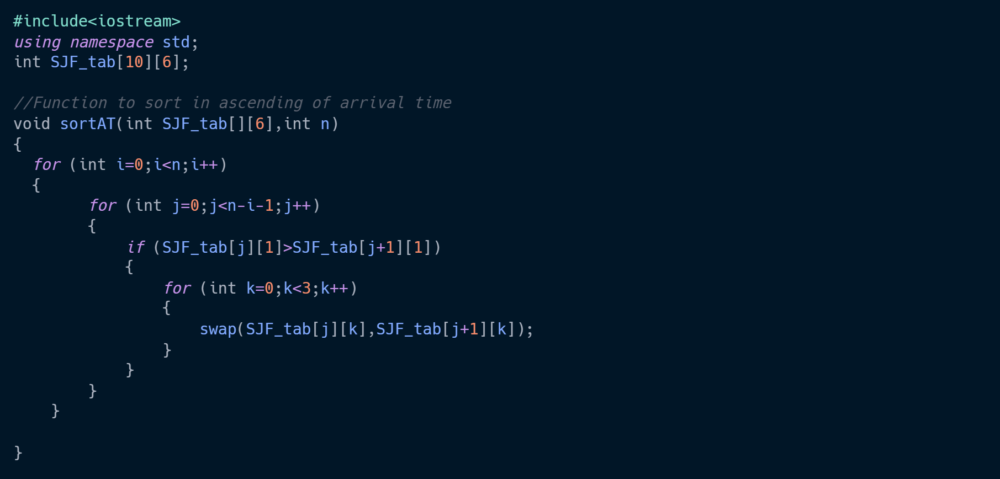 #include<iostream>
using namespace std;
int SJF_tab[10][6];
//Function to sort in ascending of arrival time
void sortAT(int SJF_tab[][6],int n)
{
for (int i=0;i<n;i++)
{
for (int j=0;j<n-i-1;j++)
{
if (SJF_tab[j][1]>SJF_tab[j+1][1])
{
for (int k=0;k<3;k++)
{
swap(SJF_tab[j][k],SJF_tab[j+1][k]);
}
}
}
}
}